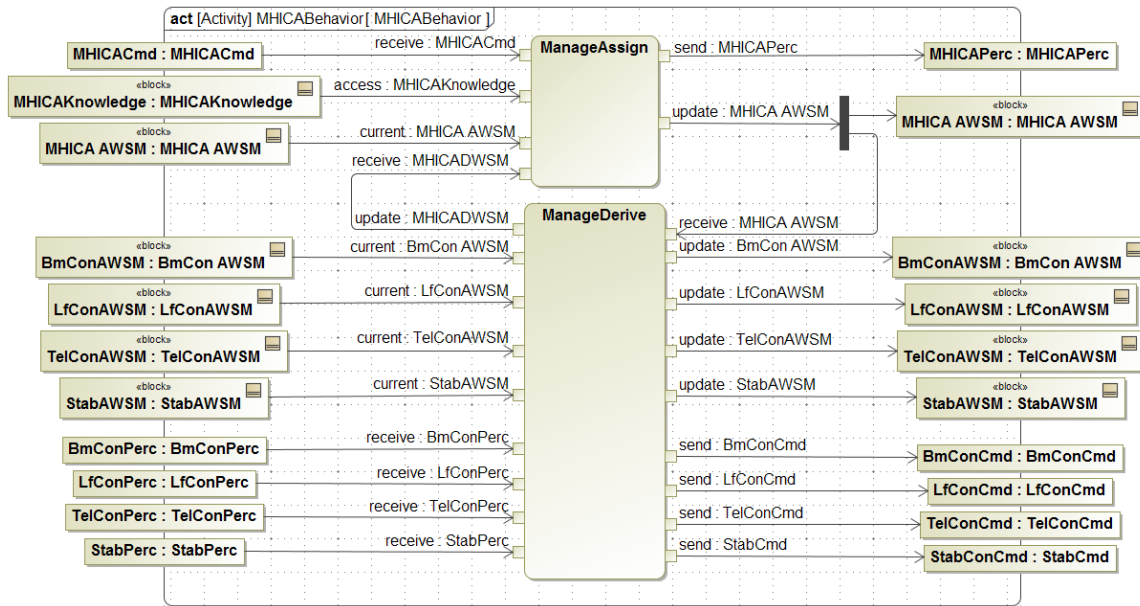 act [Activity] MHICABehavior[ MHICABehavior ]
MHICACmd : MHICACmd
receive : MHICACmd
ManageAssign
send : MHICAPerc
MHICAPerc : MHICAPerc
«block»
MHICAKnowledge : MHICAKnowledge
access : MHICAKnowledge
update : MHICA AWSM
«block»
MHICA AWSM : MHICA AWSM
«block»
MHICA AWSM : MHICA AWSM
current : MHICA AWSM
receive : MHICADWSM
update : MHICADWSM
ManageDerive
receive : MHICA AWSM
«block»
BmConAWSM : BmCon AWSM
current : BmCon AWSM
update : BmCon AWSM
«block»
BmConAWSM : BmCon AWSM
«block»
LfConAWSM : LfConAWSM
current : LfConAWSM
update : LfConAWSM
«block»
LfConAWSM : LfConAWSM
«block»
TelConAWSM : TelConAWSM
current : TelConAWSM
update : TelConAWSM
«block»
TelConAWSM : TelConAWSM
«block»
StabAWSM : StabAWSM
current : StabAWSM
update : StabAWSM
«block»
StabAWSM : StabAWSM
BmConPerc : BmConPerc
receive : BmConPerc
send : BmConCmd
BmConCmd : BmConCmd
LfConPerc : LfConPerc
receive : LfConPerc
send : LfConCmd
LfConCmd : LfConCmd
TelConPerc : TelConPerc
receive : TelConPerc
send : TelConCmd
TelConCmd : TelConCmd
StabPerc : StabPerc
receive : StabPerc
send : StabCmd
StabConCmd : StabCmd